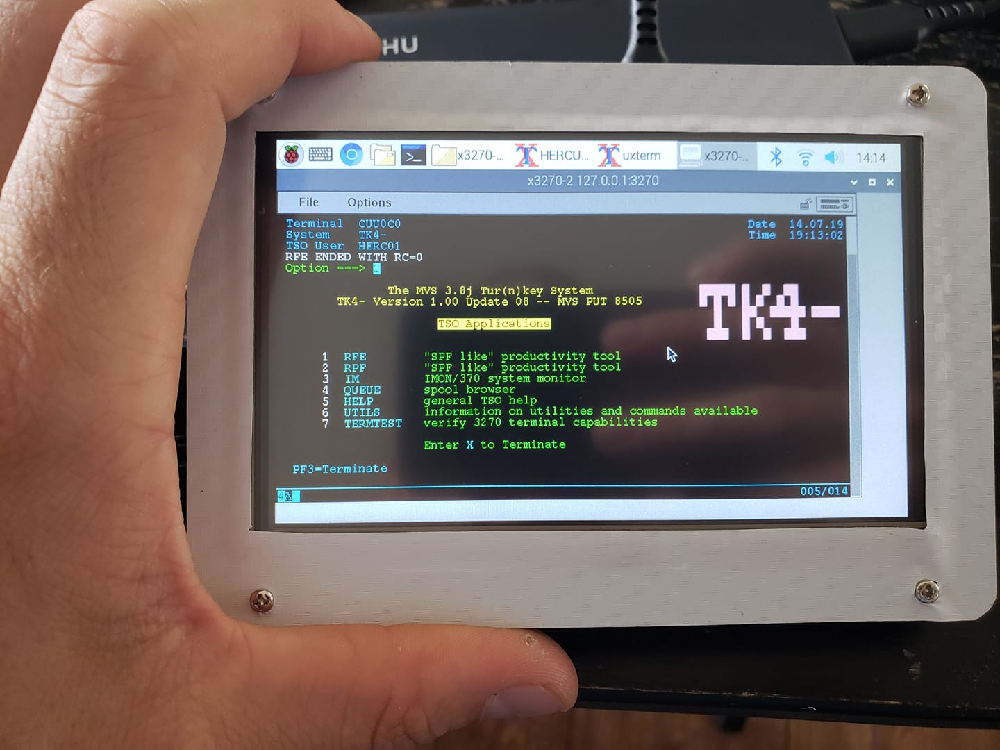 HU
x3270-... HERCU... uxterm x3270-... 14:14
x3270-2 127.0.0.1:3270
File Options
Terminal CUU0C0 Date 14.07.19
System TK4- Time 19:13:02
TSO User HERC01
RFE ENDED WITH RC=0
Option ===> 1
The MVS 3.8j Tur(n)key System
TK4- Version 1.00 Update 08 -- MVS PUT 8505
TK4-
TSO Applications
1 RFE "SPF like" productivity tool
2 RPF "SPF like" productivity tool
3 IM IMON/370 system monitor
4 QUEUE spool browser
5 HELP general TSO help
6 UTILS information on utilities and commands available
7 TERMTEST verify 3270 terminal capabilities
Enter X to Terminate
PF3=Terminate
4A 005/014